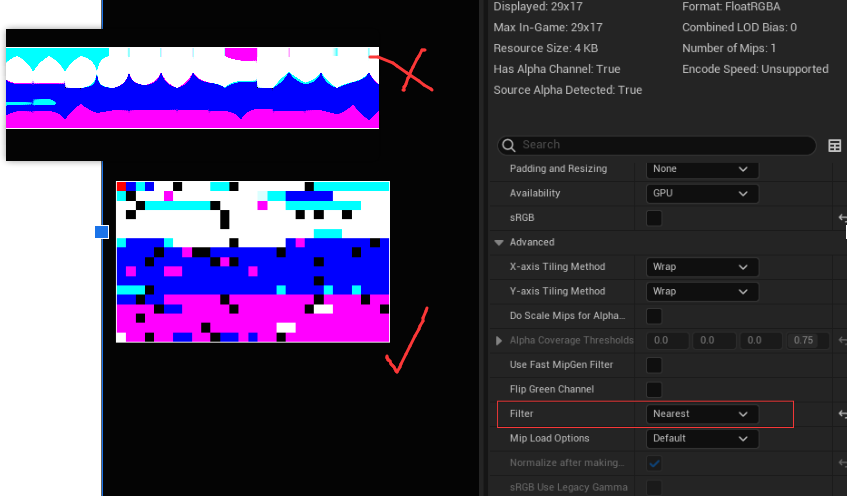 Displayed: 29x17 Format: FloatRGBA
Max In-Game: 29x17 Combined LOD Bias: 0
Resource Size: 4 KB Number of Mips: 1
Has Alpha Channel: True Encode Speed: Unsupported
Source Alpha Detected: True
Search
Padding and Resizing None
Availability GPU
sRGB
Advanced
X-axis Tiling Method Wrap
Y-axis Tiling Method Wrap
Do Scale Mips for Alpha...
Alpha Coverage Thresholds 0.0 0.0 0.0 0.75
Use Fast MipGen Filter
Flip Green Channel
Filter Nearest
Mip Load Options Default
Normalize after making...
sRGB Use Legacy Gamma